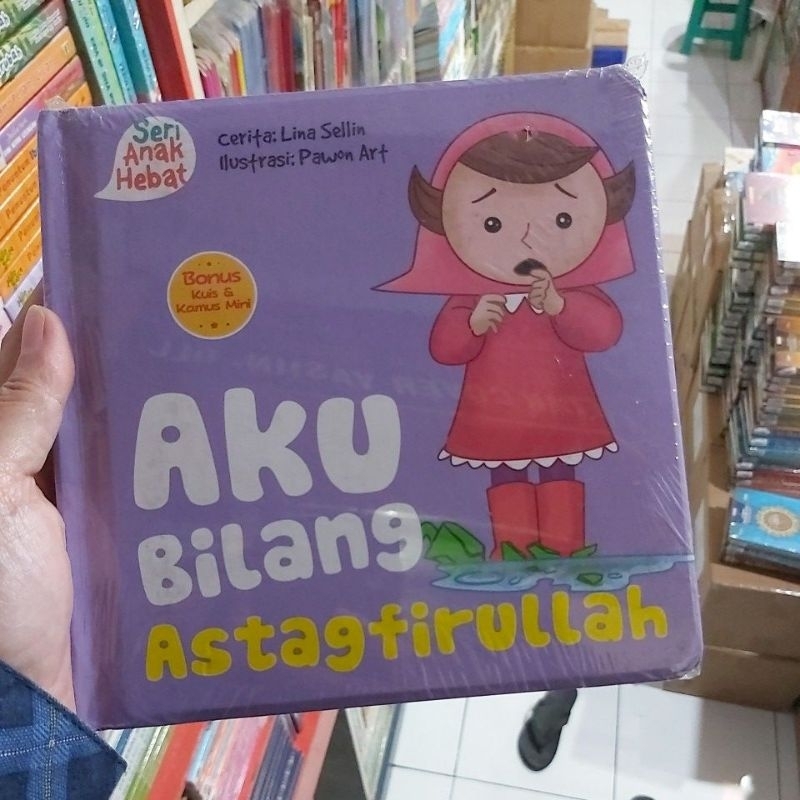 Seri
Anak
Hebat
Cerita: Lina Sellin
Ilustrasi: Pawon Art
Bonus
Kuis &
Kamus Mini
AKU
Bilang
Astagfirullah